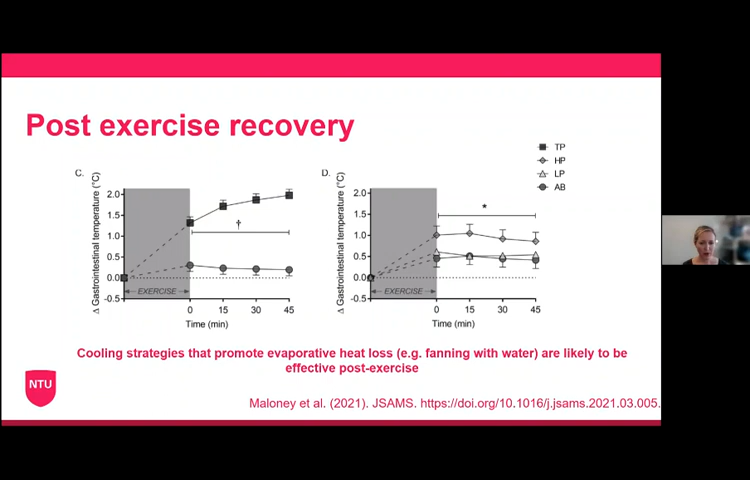 Post exercise recovery
C.
Δ Gastrointestinal temperature (°C)
2.0
1.5
1.0
0.5
0.0
-0.5
†
EXERCISE
0 15 30 45
Time (min)
D.
Δ Gastrointestinal temperature (°C)
2.0
1.5
1.0
0.5
0.0
-0.5
*
EXERCISE
0 15 30 45
Time (min)
TP
HP
LP
AB
Cooling strategies that promote evaporative heat loss (e.g. fanning with water) are likely to be
effective post-exercise
NTU
Maloney et al. (2021). JSAMS. https://doi.org/10.1016/j.jsams.2021.03.005.